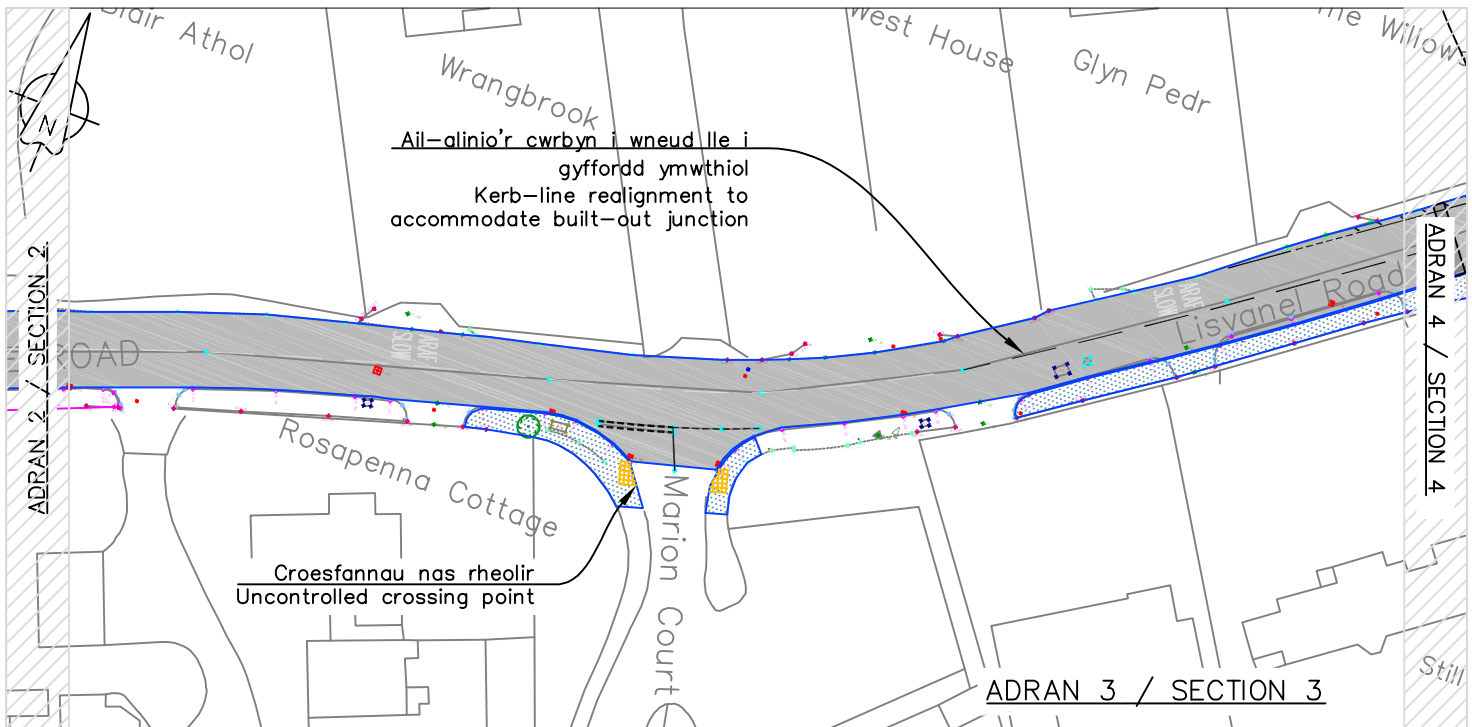 Blair Athol
Wrangbrook
West House
Glyn Pedr
The Willows
N
Ail-alinio'r cwrbyn i wneud lle i
gyffordd ymwthiol
Kerb-line realignment to
accommodate built-out junction
ADRAN 2 / SECTION 2
ADRAN 4 / SECTION 4
ROAD
ARAF
SLOW
ARAF
SLOW
Lisvanel Road
Rosapenna Cottage
Marion Court
Croesfannau nas rheolir
Uncontrolled crossing point
ADRAN 3 / SECTION 3
Still